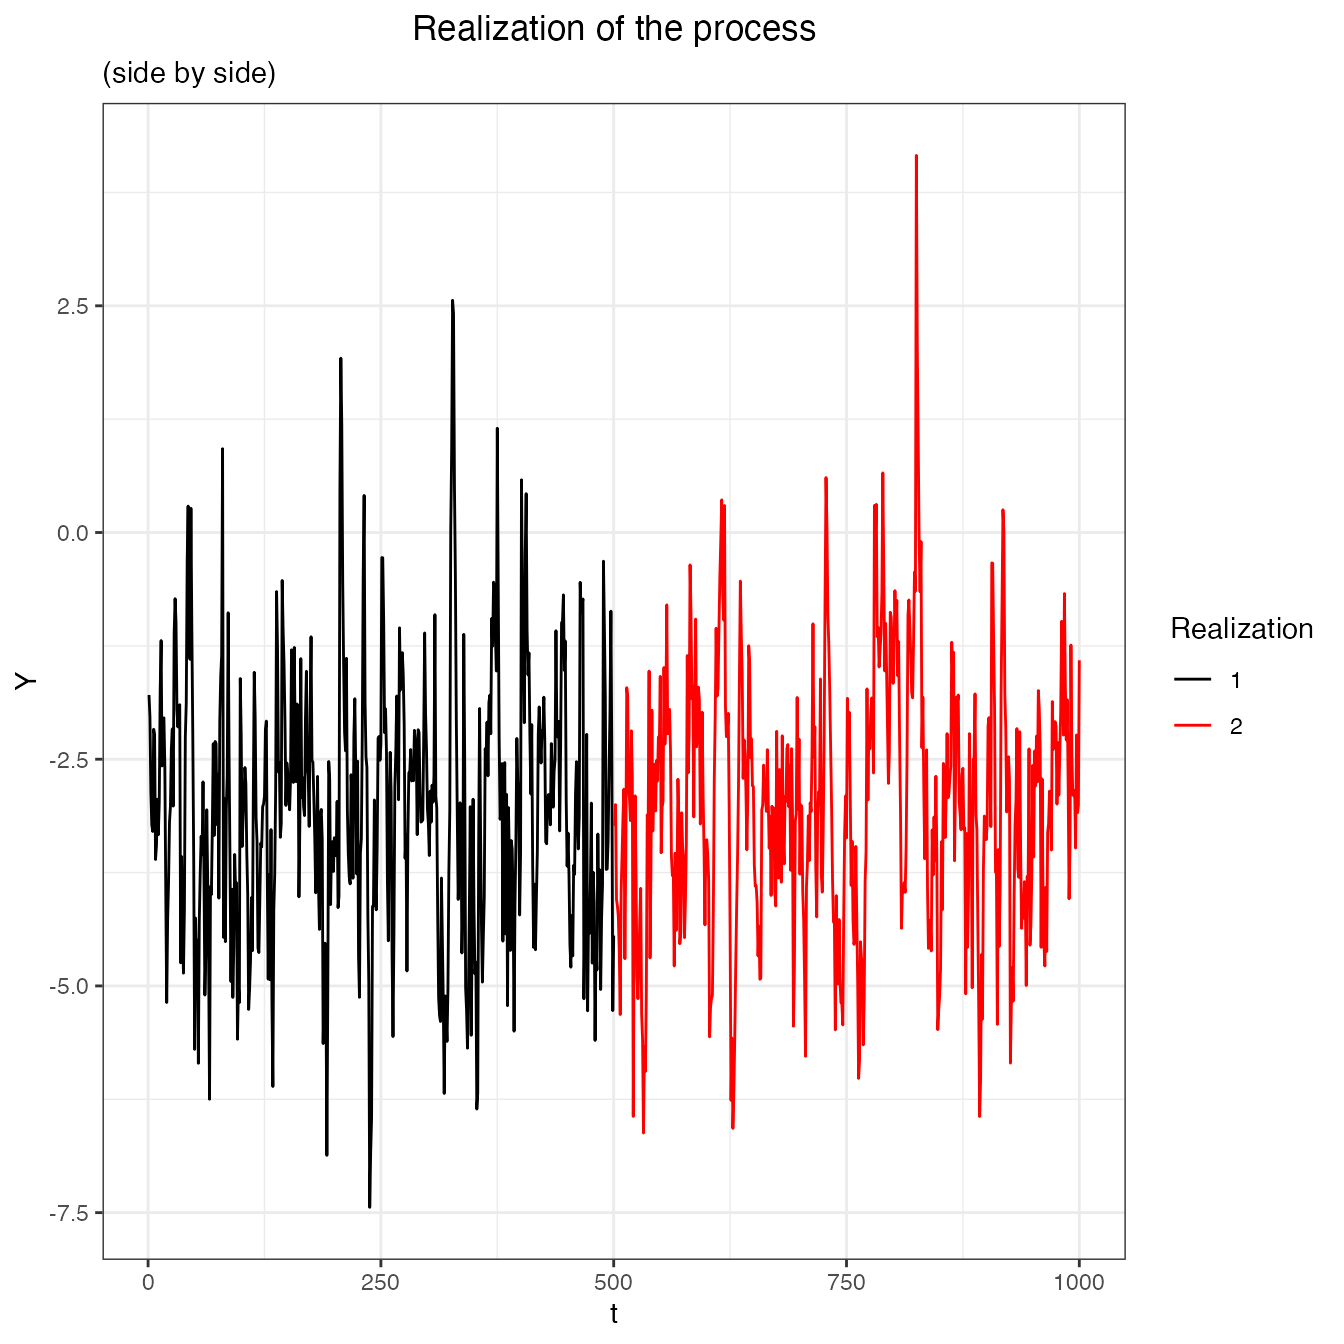 Realization of the process
(side by side)
Y
2.5
0.0
-2.5
-5.0
-7.5
0 250 500 750 1000
t
Realization
1
2